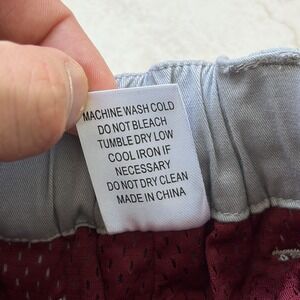 MACHINE WASH COLD
DO NOT BLEACH
TUMBLE DRY LOW
COOL IRON IF
NECESSARY
DO NOT DRY CLEAN
MADE IN CHINA